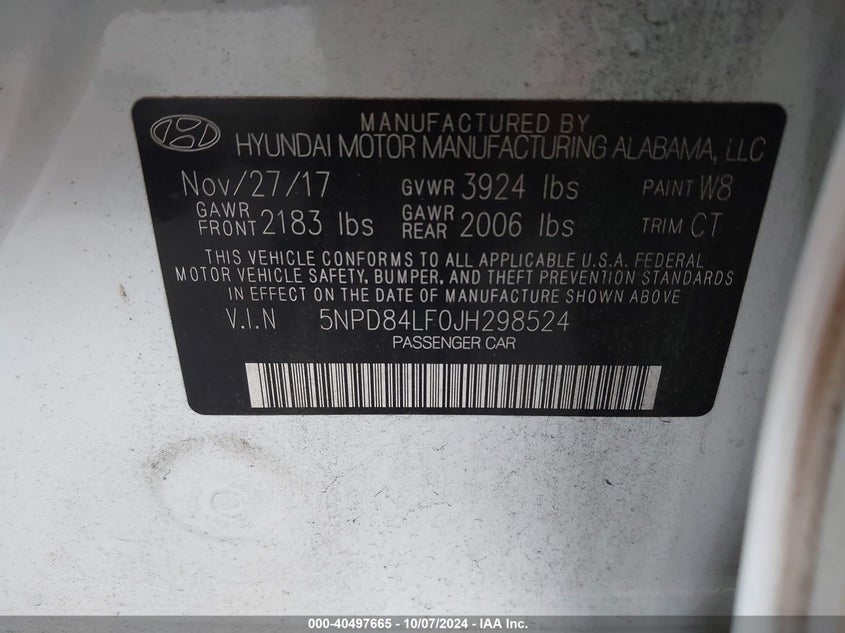 MANUFACTURED BY
HYUNDAI MOTOR MANUFACTURING ALABAMA, LLC
Nov/27/17 GVWR 3924 lbs PAINT W8
GAWR FRONT 2183 lbs GAWR REAR 2006 lbs TRIM CT
THIS VEHICLE CONFORMS TO ALL APPLICABLE U.S.A. FEDERAL
MOTOR VEHICLE SAFETY, BUMPER, AND THEFT PREVENTION STANDARDS
IN EFFECT ON THE DATE OF MANUFACTURE SHOWN ABOVE
V.I.N 5NPD84LF0JH298524
PASSENGER CAR
000-40497665 - 10/07/2024 - IAA Inc.